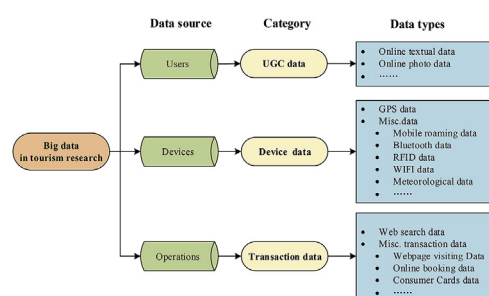 Data source
Category
Data types
Big data
in tourism research
Users
UGC data
• Online textual data
• Online photo data
• ……
Devices
Device data
• GPS data
• Misc.data
• Mobile roaming data
• Bluetooth data
• RFID data
• WIFI data
• Meteorological data
• ……
Operations
Transaction data
• Web search data
• Misc. transaction data
• Webpage visiting Data
• Online booking data
• Consumer Cards data
• ……